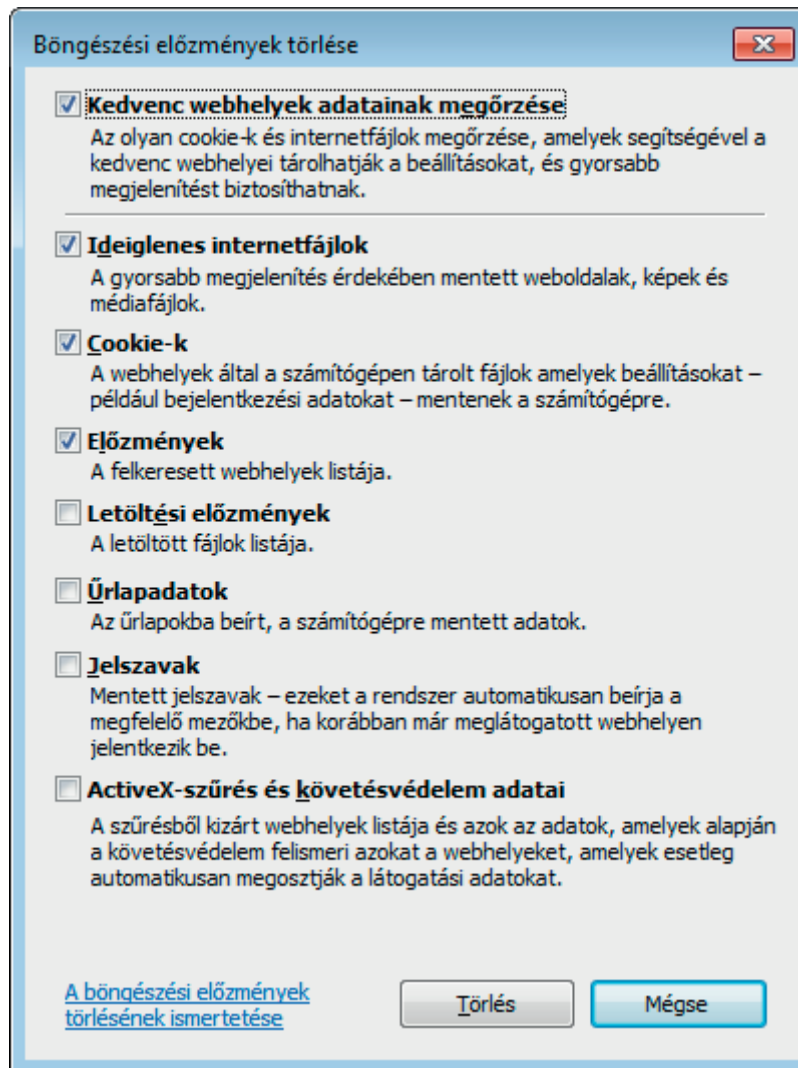 Böngészési előzmények törlése
Kedvenc webhelyek adatainak megőrzése
Az olyan cookie-k és internetfájlok megőrzése, amelyek segítségével a
kedvenc webhelyei tárolhatják a beállításokat, és gyorsabb
megjelenítést biztosíthatnak.
Ideiglenes internetfájlok
A gyorsabb megjelenítés érdekében mentett weboldalak, képek és
médiafájlok.
Cookie-k
A webhelyek által a számítógépen tárolt fájlok amelyek beállításokat –
például bejelentkezési adatokat – mentenek a számítógépre.
Előzmények
A felkeresett webhelyek listája.
Letöltési előzmények
A letöltött fájlok listája.
Űrlapadatok
Az űrlapokba beírt, a számítógépre mentett adatok.
Jelszavak
Mentett jelszavak – ezeket a rendszer automatikusan beírja a
megfelelő mezőkbe, ha korábban már meglátogatott webhelyen
jelentkezik be.
ActiveX-szűrés és követésvédelem adatai
A szűrésből kizárt webhelyek listája és azok az adatok, amelyek alapján
a követésvédelem felismeri azokat a webhelyeket, amelyek esetleg
automatikusan megosztják a látogatási adatokat.
A böngészési előzmények
törlésének ismertetése
Törlés
Mégse